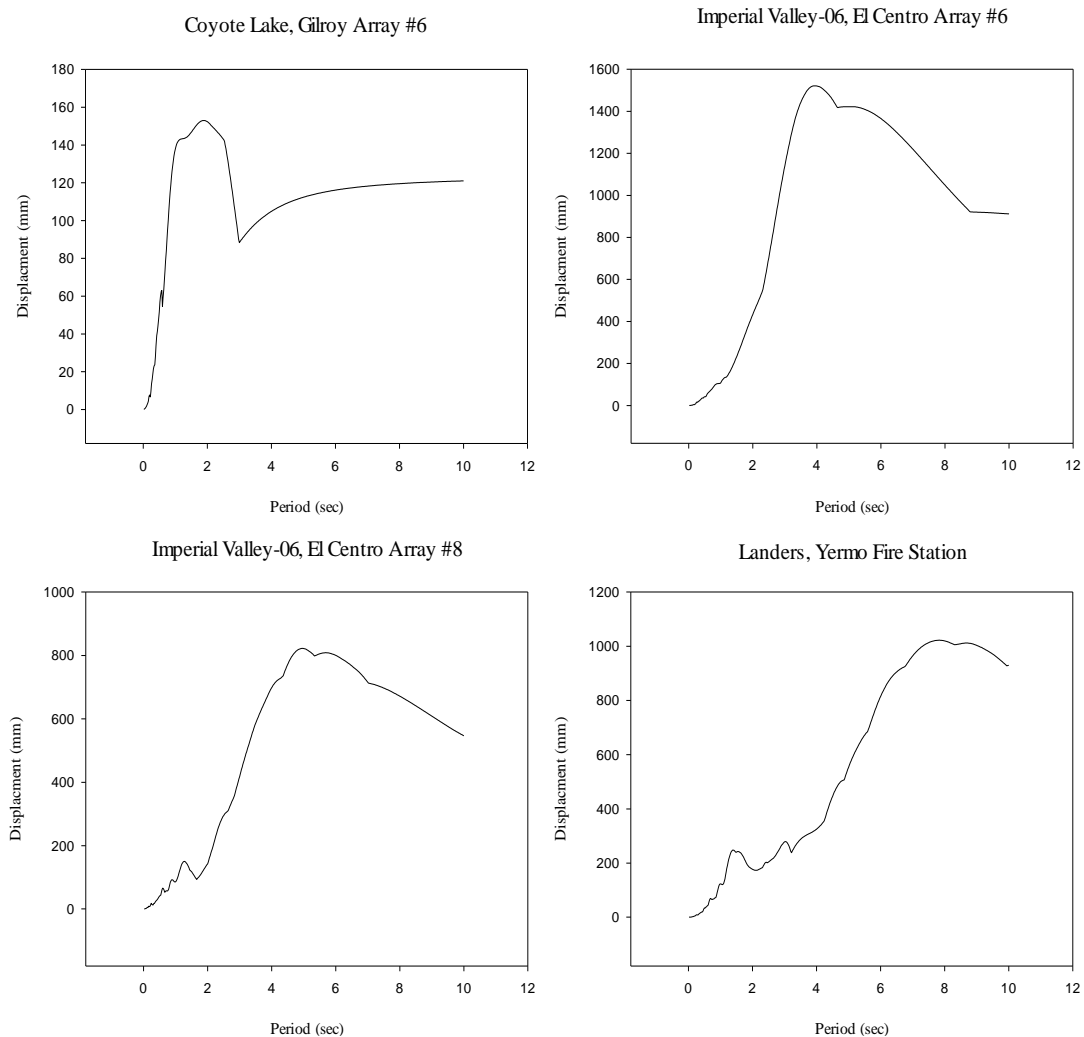 Coyote Lake, Gilroy Array #6
180
160
140
120
100
80
60
40
20
0
Displacment (mm)
0 2 4 6 8 10 12
Period (sec)
Imperial Valley-06, El Centro Array #6
1600
1400
1200
1000
800
600
400
200
0
Displacment (mm)
0 2 4 6 8 10 12
Period (sec)
Imperial Valley-06, El Centro Array #8
1000
800
600
400
200
0
Displacment (mm)
0 2 4 6 8 10 12
Period (sec)
Landers, Yermo Fire Station
1200
1000
800
600
400
200
0
Displacment (mm)
0 2 4 6 8 10 12
Period (sec)